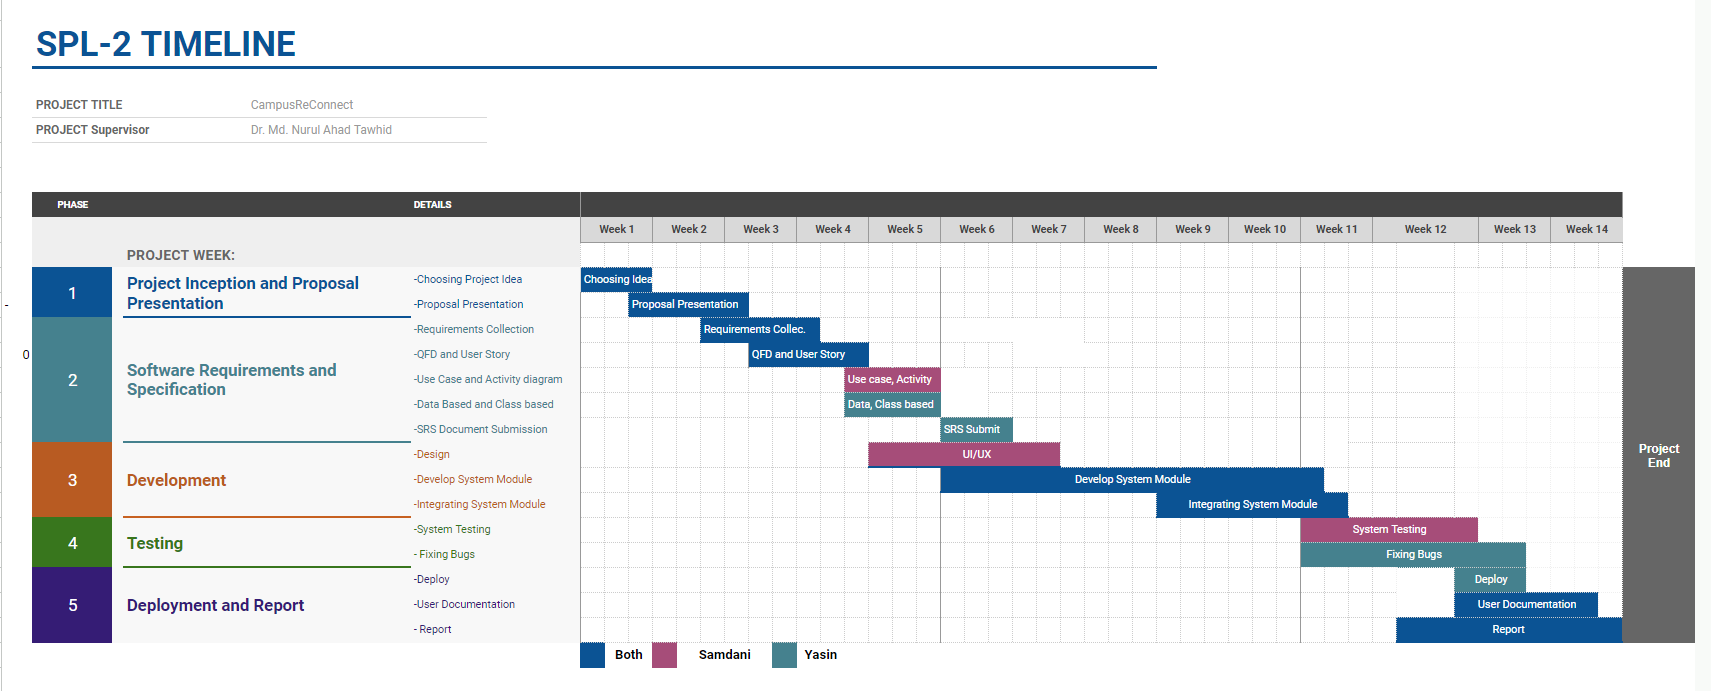 SPL-2 TIMELINE
PROJECT TITLE CampusReConnect
PROJECT Supervisor Dr. Md. Nurul Ahad Tawhid
PHASE DETAILS
Week 1 Week 2 Week 3 Week 4 Week 5 Week 6 Week 7 Week 8 Week 9 Week 10 Week 11 Week 12 Week 13 Week 14
PROJECT WEEK:
1 Project Inception and Proposal
Presentation
-Choosing Project Idea Choosing Idea
-Proposal Presentation Proposal Presentation
-
0
2 Software Requirements and
Specification
-Requirements Collection Requirements Collec.
-QFD and User Story QFD and User Story
-Use Case and Activity diagram Use case, Activity
-Data Based and Class based Data, Class based
-SRS Document Submission SRS Submit
3 Development
-Design UI/UX
-Develop System Module Develop System Module
-Integrating System Module Integrating System Module
4 Testing
-System Testing System Testing
- Fixing Bugs Fixing Bugs
5 Deployment and Report
-Deploy Deploy
-User Documentation User Documentation
- Report Report
Project
End
Both Samdani Yasin